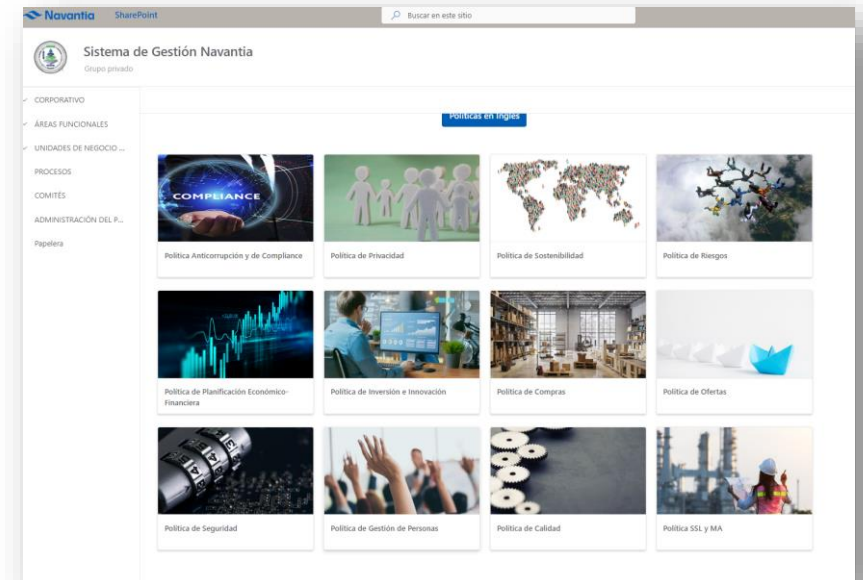 Navantia SharePoint
Buscar en este sitio
Sistema de Gestión Navantia
Grupo privado
CORPORATIVO
ÁREAS FUNCIONALES
UNIDADES DE NEGOCIO ...
PROCESOS
COMITÉS
ADMINISTRACIÓN DEL P...
Papelera
Políticas en Inglés
COMPLIANCE
Política Anticorrupción y de Compliance
Política de Privacidad
Política de Sostenibilidad
Política de Riesgos
Política de Planificación Económico-
Financiera
Política de Inversión e Innovación
Política de Compras
Política de Ofertas
Política de Seguridad
Política de Gestión de Personas
Política de Calidad
Política SSL y MA